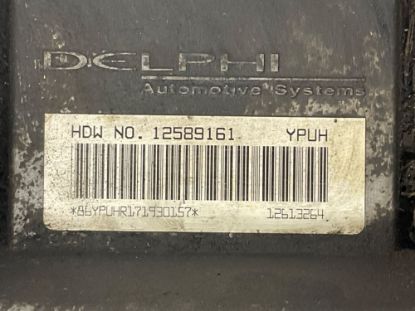 DELPHI
Automotive Systems
HDW NO. 12589161 YPUH
*86YPUHR171930157* 12613264